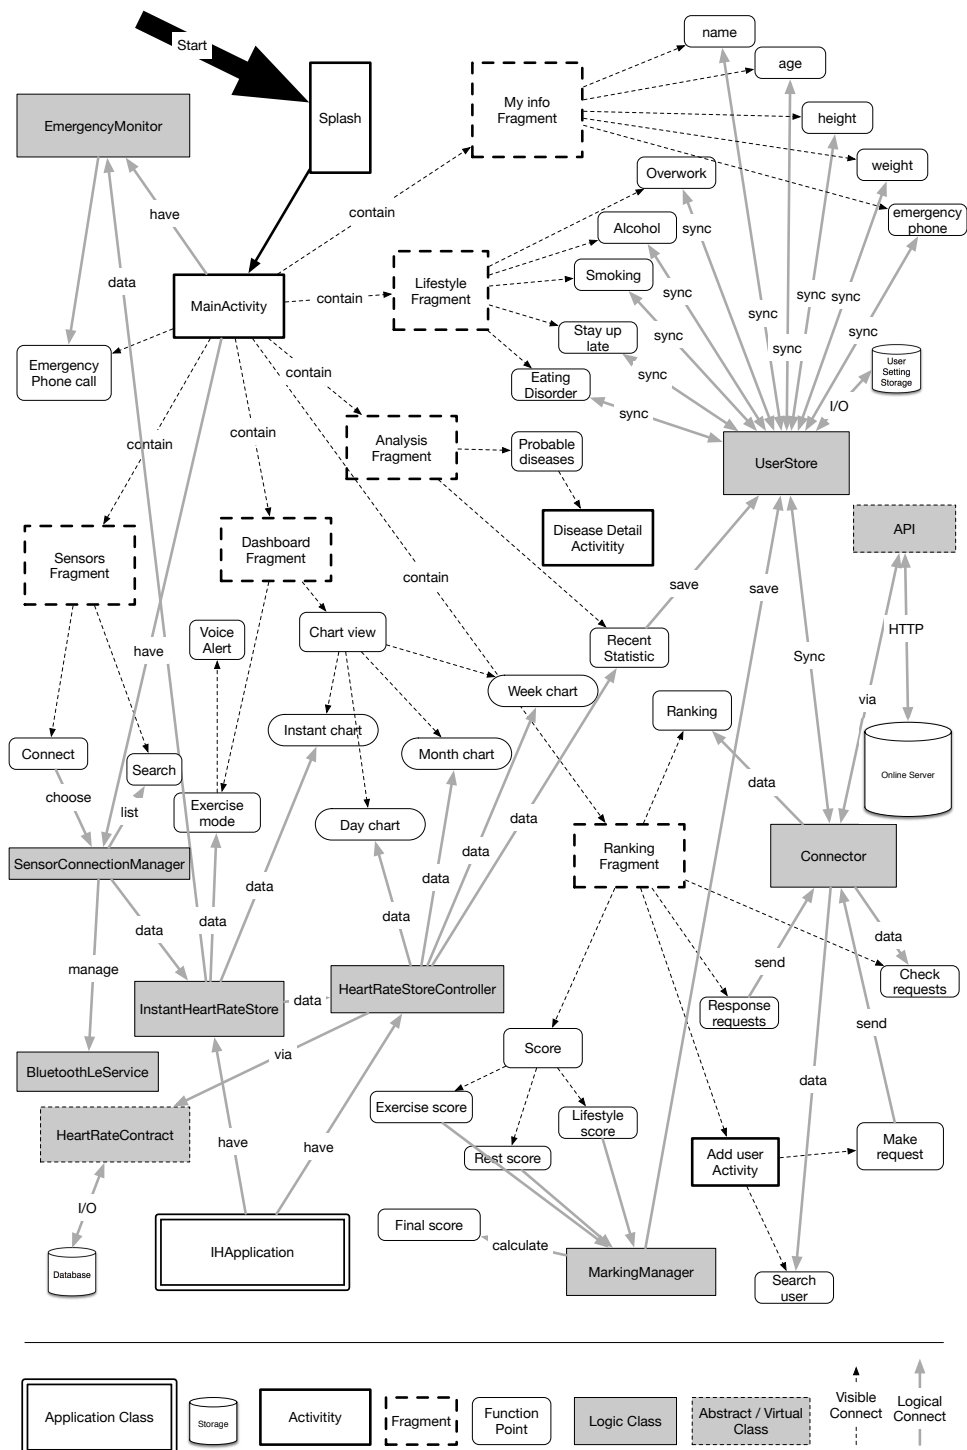 Start
name
age
My info
Fragment
Splash
EmergencyMonitor
height
weight
Overwork
contain
have
emergency
phone
Alcohol
sync
data
Smoking
Lifestyle
Fragment
MainActivity
contain
sync
sync
sync
sync
Stay up
late
sync
sync
sync
User
Setting
Storage
Emergency
Phone call
contain
Eating
Disorder
sync
sync
I/O
contain
contain
Analysis
Fragment
Probable
diseases
UserStore
Sensors
Fragment
Dashboard
Fragment
Disease Detail
Activitity
API
contain
save
save
Voice
Alert
Chart view
Recent
Statistic
HTTP
have
Sync
Week chart
via
Ranking
Instant chart
Connect
Month chart
Search
Online Server
choose
list
Exercise
mode
data
Day chart
data
Ranking
Fragment
Connector
SensorConnectionManager
data
data
data
data
data
data
data
data
manage
send
Check
requests
InstantHeartRateStore
data
HeartRateStoreController
Response
requests
send
via
Score
BluetoothLeService
data
Exercise score
Lifestyle
score
HeartRateContract
have
have
Rest score
Add user
Activity
Make
request
I/O
Final score
calculate
IHApplication
Database
MarkingManager
Search
user
Application Class
Storage
Activitity
Fragment
Function
Point
Logic Class
Abstract / Virtual
Class
Visible
Connect
Logical
Connect